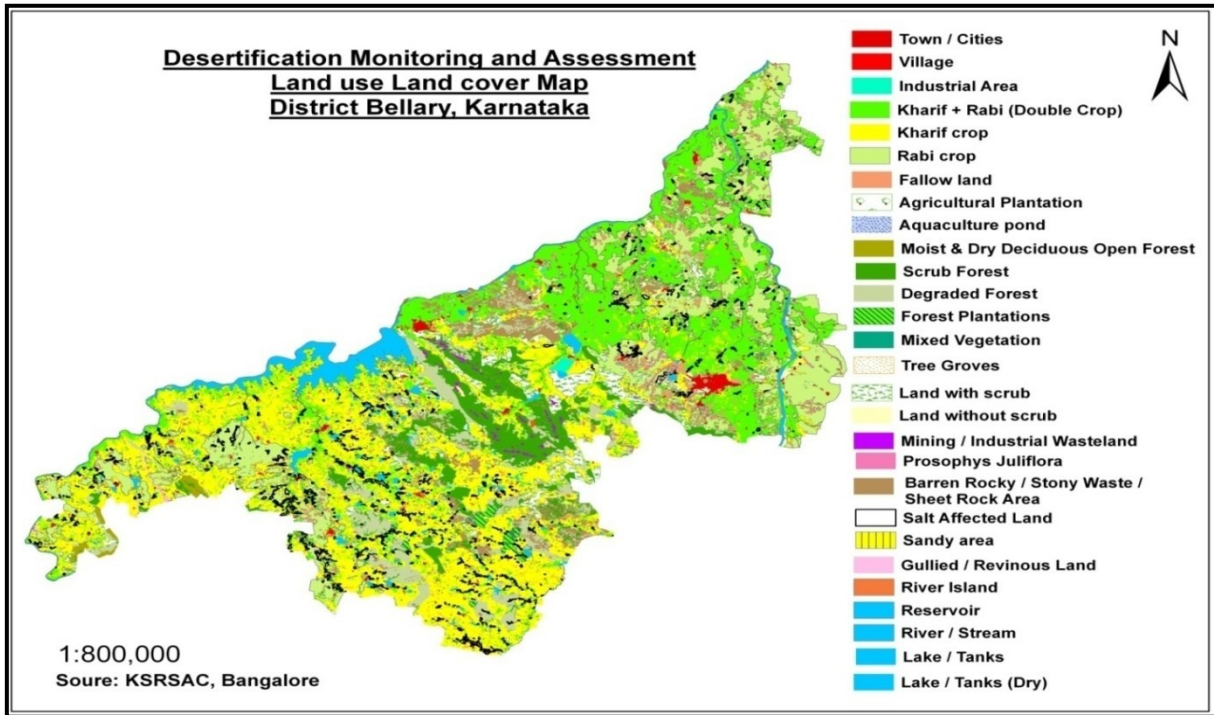 Desertification Monitoring and Assessment
Land use Land cover Map
District Bellary, Karnataka
N
Town / Cities
Village
Industrial Area
Kharif + Rabi (Double Crop)
Kharif crop
Rabi crop
Fallow land
Agricultural Plantation
Aquaculture pond
Moist & Dry Deciduous Open Forest
Scrub Forest
Degraded Forest
Forest Plantations
Mixed Vegetation
Tree Groves
Land with scrub
Land without scrub
Mining / Industrial Wasteland
Prosophys Juliflora
Barren Rocky / Stony Waste /
Sheet Rock Area
Salt Affected Land
Sandy area
Gullied / Revinous Land
River Island
Reservoir
River / Stream
Lake / Tanks
Lake / Tanks (Dry)
1:800,000
Soure: KSRSAC, Bangalore